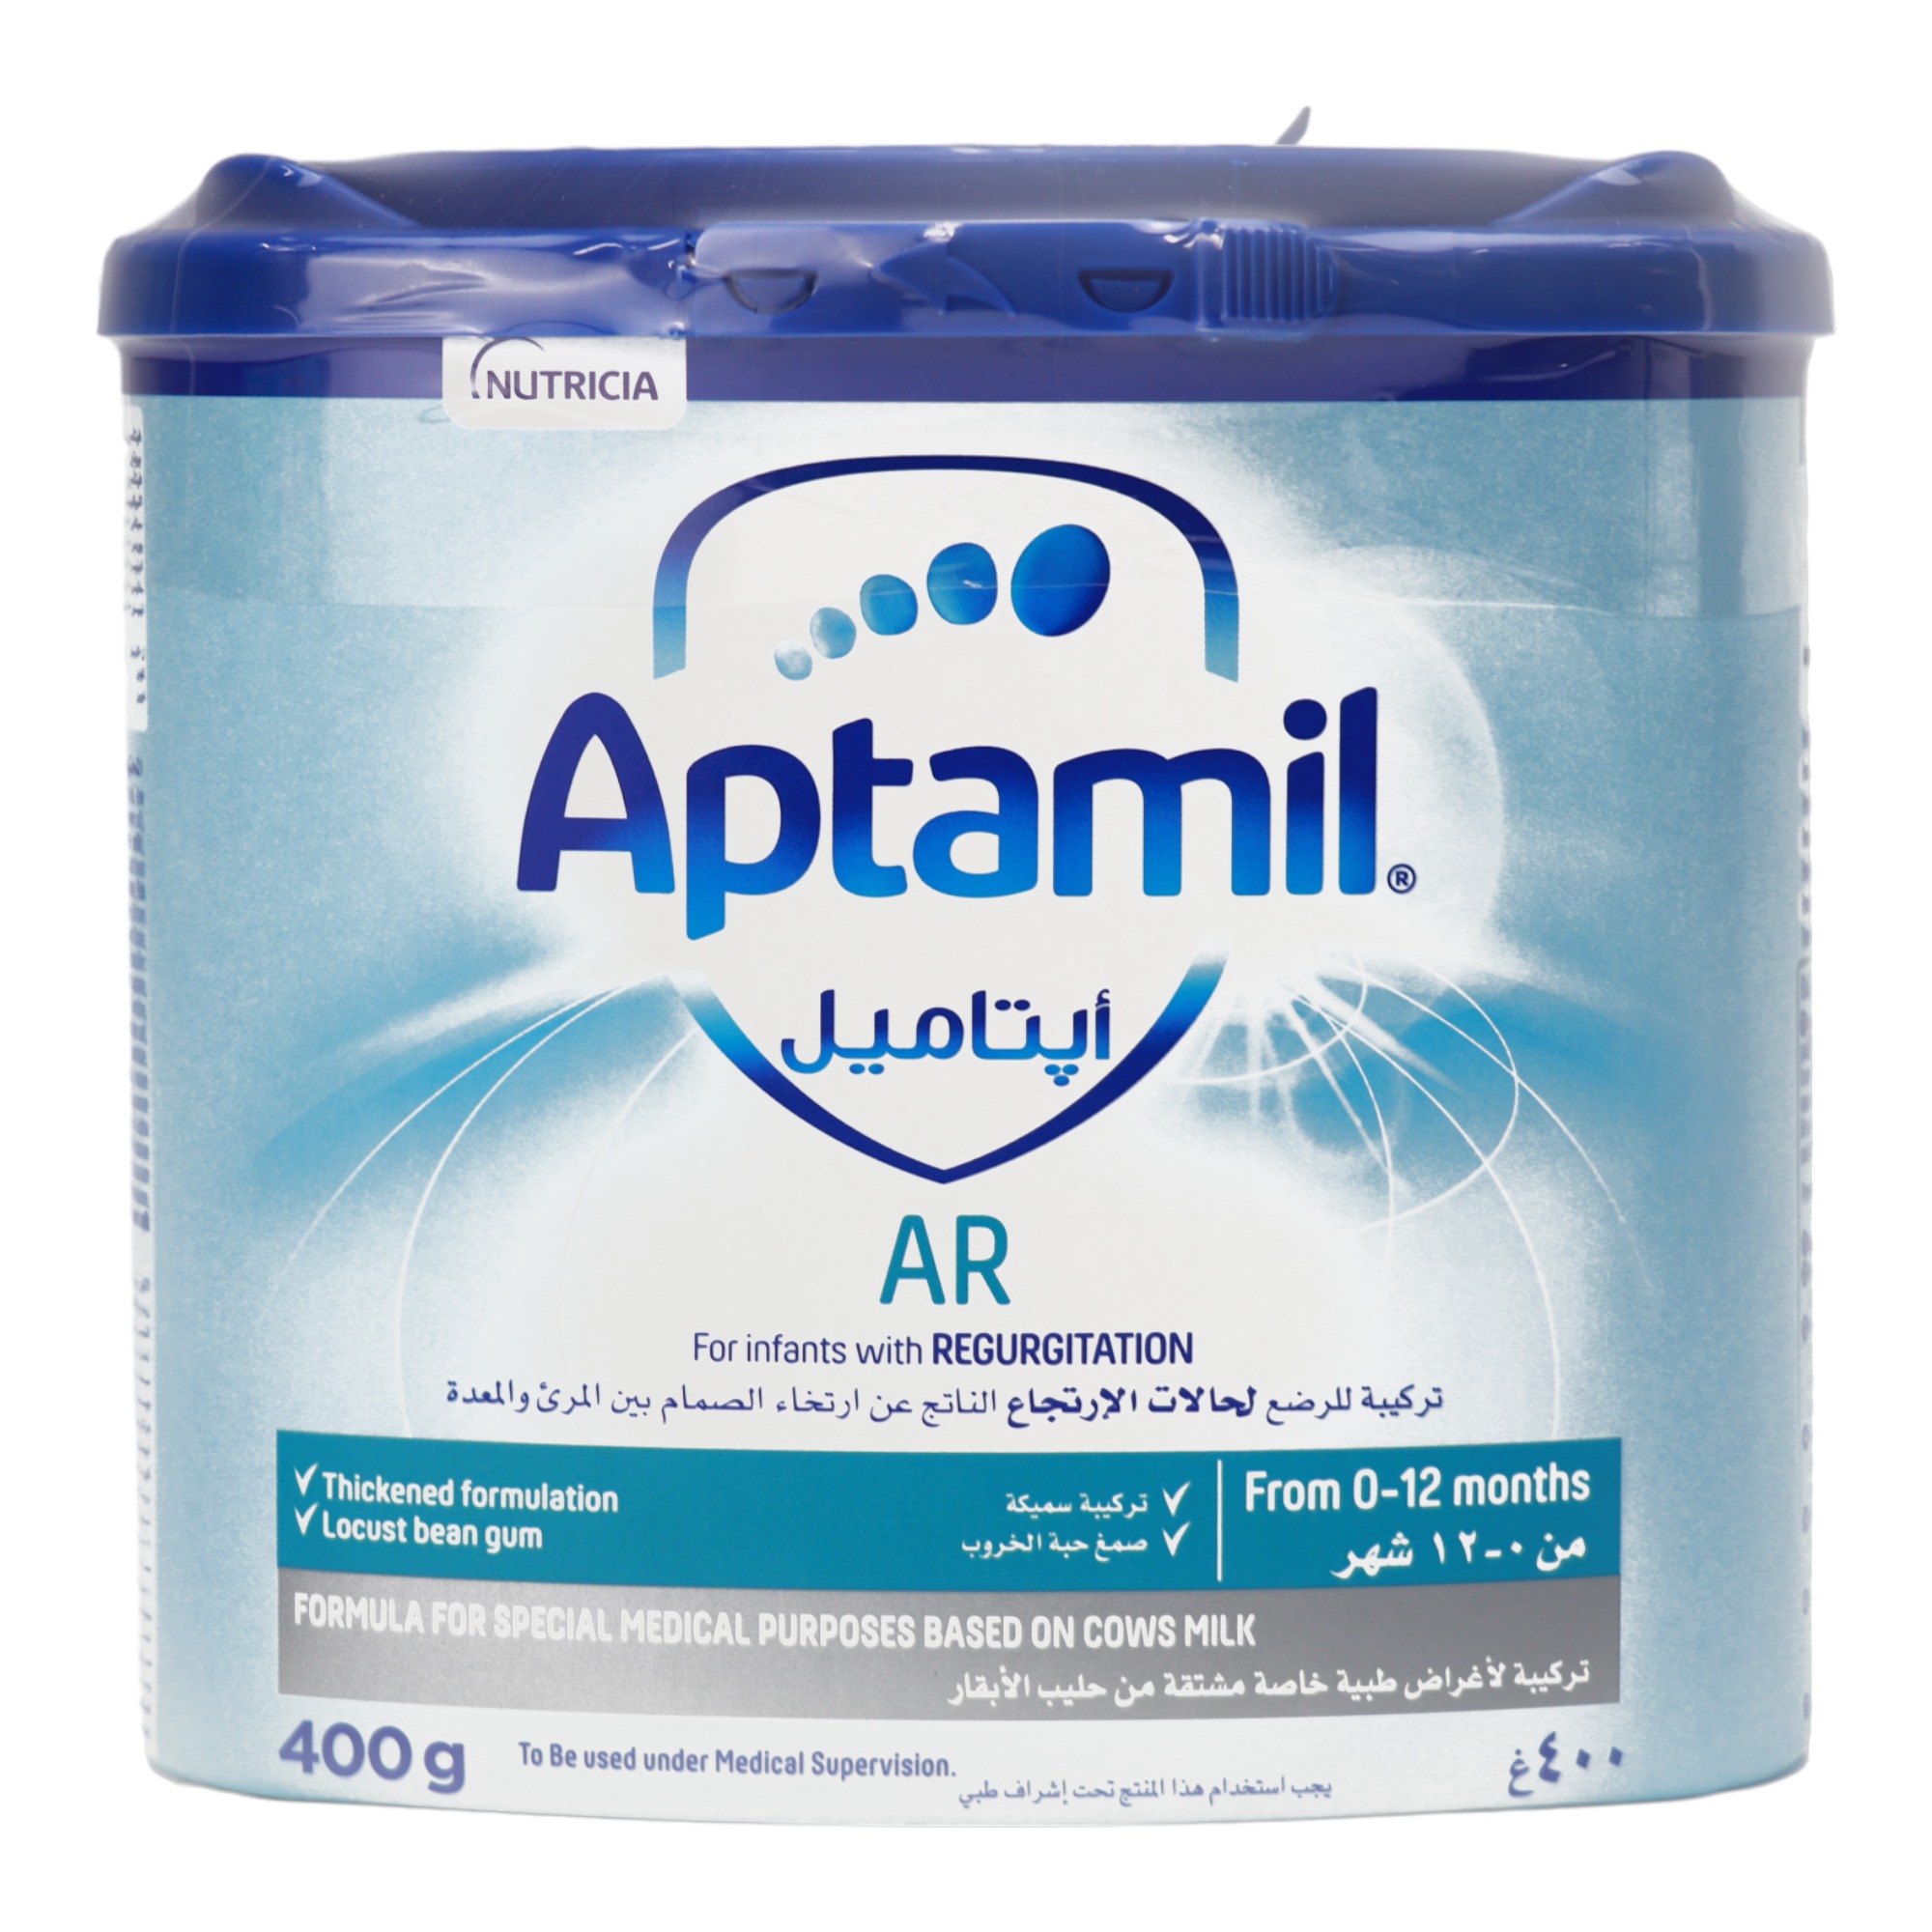 NUTRICIA
Aptamil®
أپتاميل
AR
For infants with REGURGITATION
تركيبة للرضع لحالات الإرتجاع الناتج عن ارتخاء الصمام بين المرئ والمعدة
✓ Thickened formulation
✓ Locust bean gum
✓ تركيبة سميكة
✓ صمغ حبة الخروب
From 0-12 months
من ٠-١٢ شهر
FORMULA FOR SPECIAL MEDICAL PURPOSES BASED ON COWS MILK
تركيبة لأغراض طبية خاصة مشتقة من حليب الأبقار
400 g
To Be used under Medical Supervision.
يجب استخدام هذا المنتج تحت إشراف طبي
٤٠٠ غ